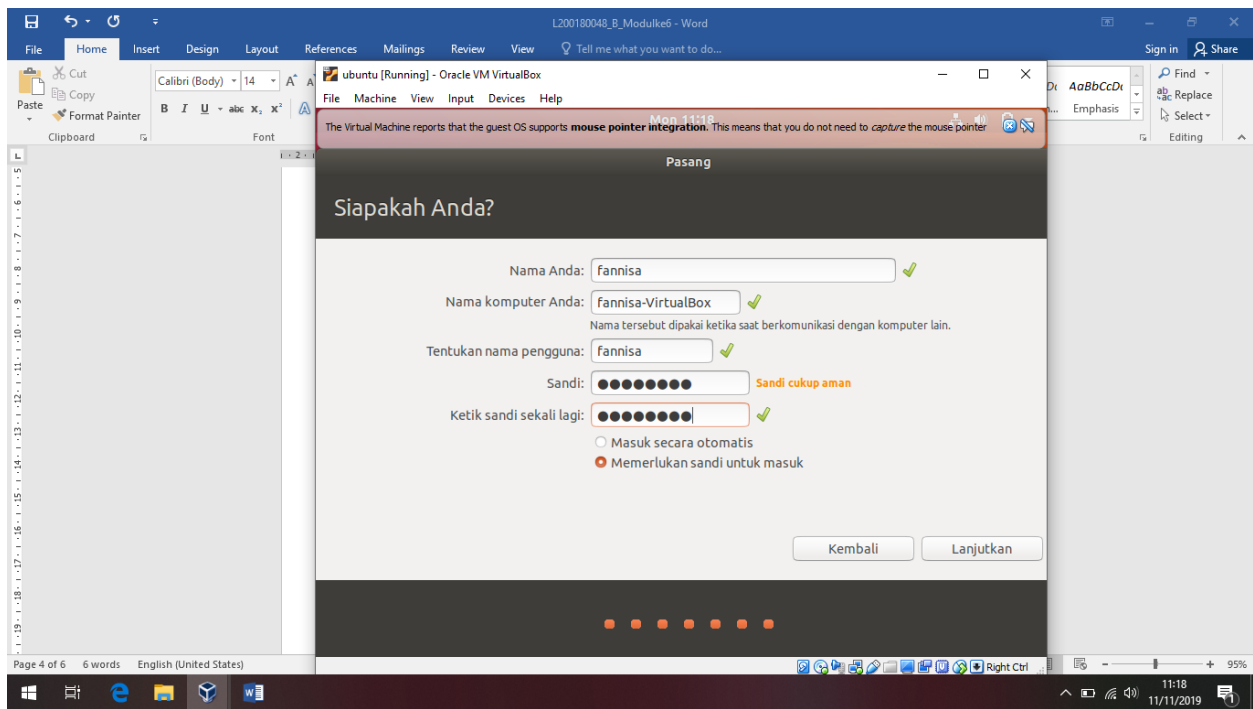 L200180048_B_Modulke6 - Word
File Home Insert Design Layout References Mailings Review View Tell me what you want to do... Sign in Share
Paste
Cut
Copy
Format Painter
Clipboard
Calibri (Body) 14
B I U abc X₂ X²
Font
AaBbCcDc
Emphasis
Find
Replace
Select
Editing
ubuntu [Running] - Oracle VM VirtualBox
File Machine View Input Devices Help
Mon 11:18
The Virtual Machine reports that the guest OS supports mouse pointer integration. This means that you do not need to capture the mouse pointer
Pasang
Siapakah Anda?
Nama Anda: fannisa
Nama komputer Anda: fannisa-VirtualBox
Nama tersebut dipakai ketika saat berkomunikasi dengan komputer lain.
Tentukan nama pengguna: fannisa
Sandi: ●●●●●●●● Sandi cukup aman
Ketik sandi sekali lagi: ●●●●●●●●
Masuk secara otomatis
Memerlukan sandi untuk masuk
Kembali Lanjutkan
Right Ctrl
Page 4 of 6 6 words English (United States) 95%
11:18
11/11/2019